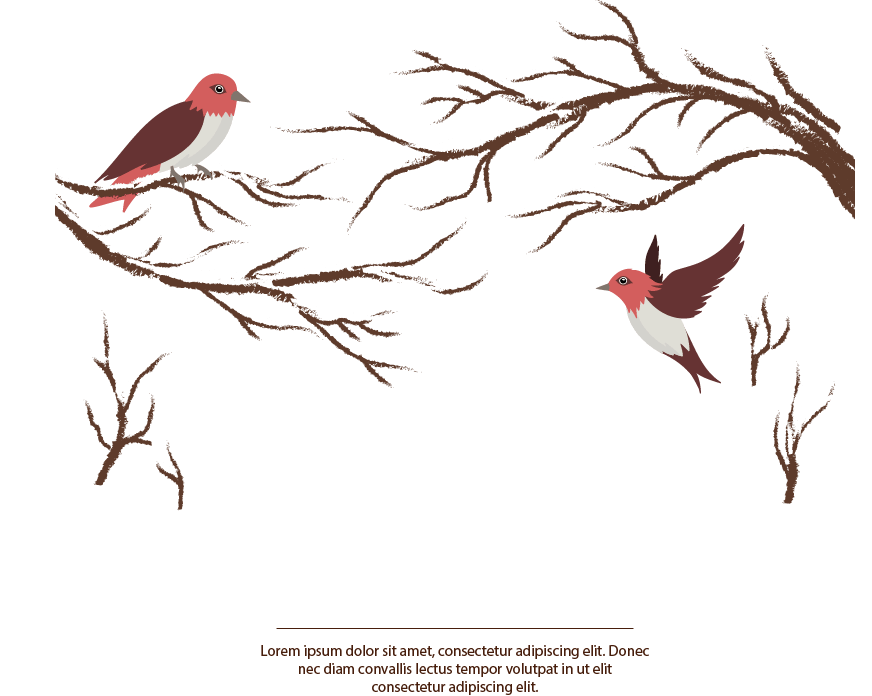 Lorem ipsum dolor sit amet, consectetur adipiscing elit. Donec
nec diam convallis lectus tempor volutpat in ut elit
consectetur adipiscing elit.